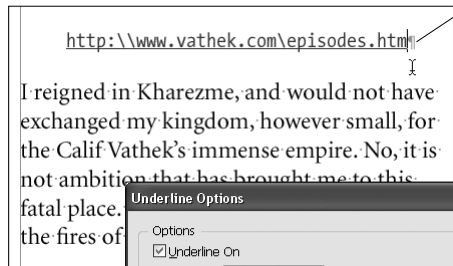 http:\\www.vathek.com\episodes.htm¶
I reigned in Kharezme, and would not have
exchanged my kingdom, however small, for
the Calif Vathek’s immense empire. No, it is
not ambition that has brought me to this
fatal place.
the fires of
Underline Options
Options
Underline On